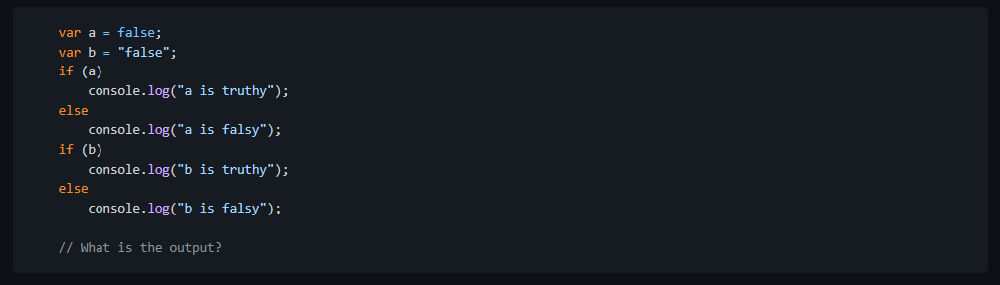 var a = false;
var b = "false";
if (a)
    console.log("a is truthy");
else
    console.log("a is falsy");
if (b)
    console.log("b is truthy");
else
    console.log("b is falsy");
// What is the output?